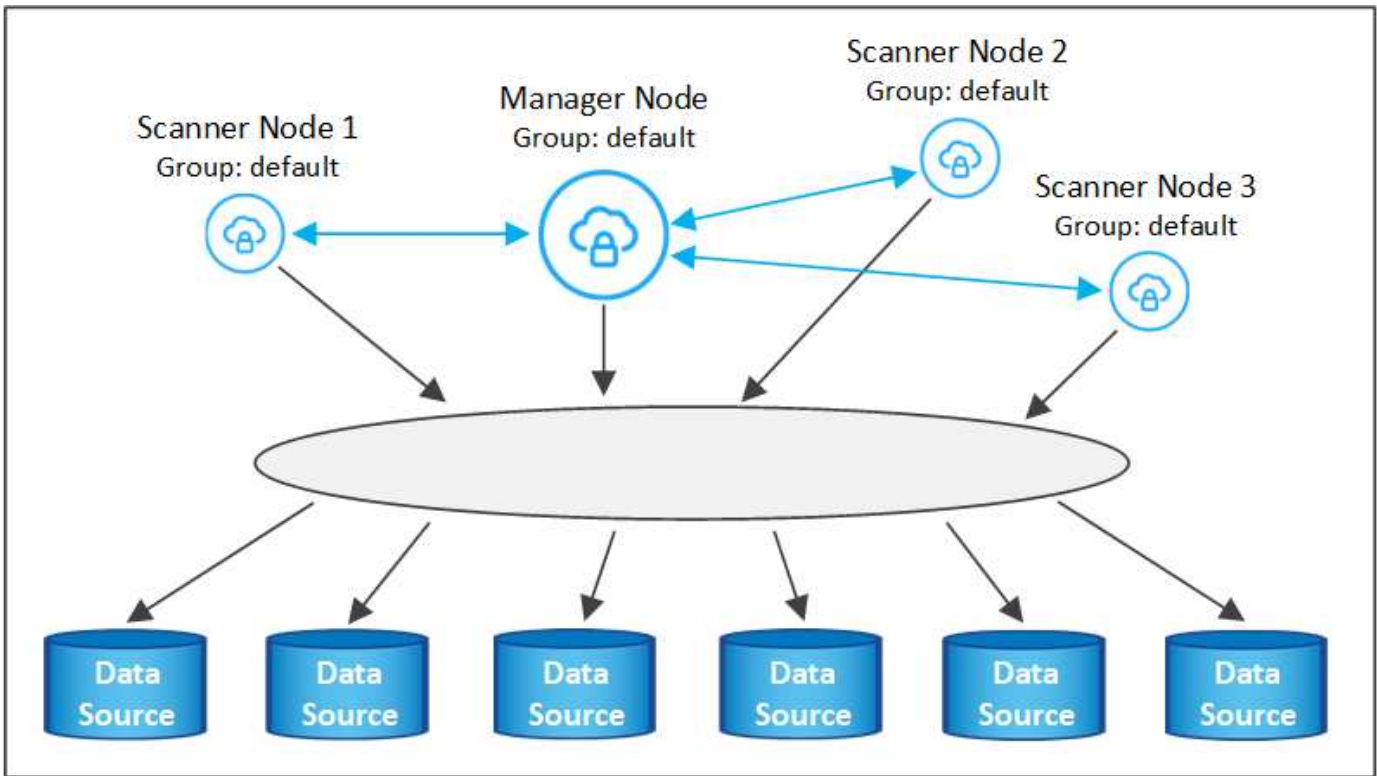 Scanner Node 2
Group: default
Manager Node
Group: default
Scanner Node 1
Group: default
Scanner Node 3
Group: default
Data
Source
Data
Source
Data
Source
Data
Source
Data
Source
Data
Source